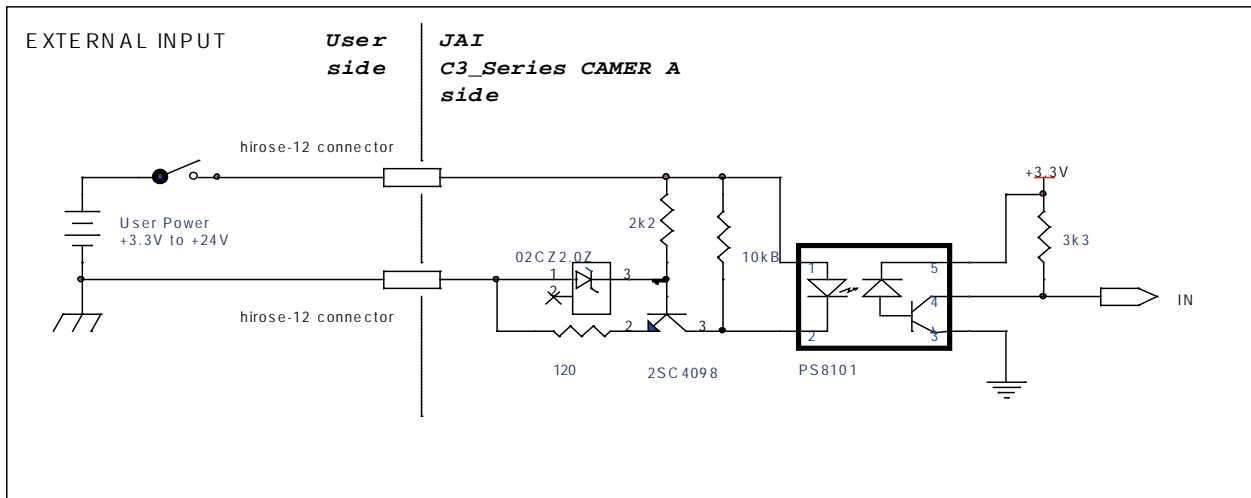 EXTERNAL INPUT
User side
JAI
C3_Series CAMER A
side
hirose-12 connector
User Power
+3.3V to +24V
hirose-12 connector
02CZ2.0Z
1
3
2
2k2
10kB
120
2
3
2SC4098
1
2
5
4
3
PS8101
+3.3V
3k3
IN